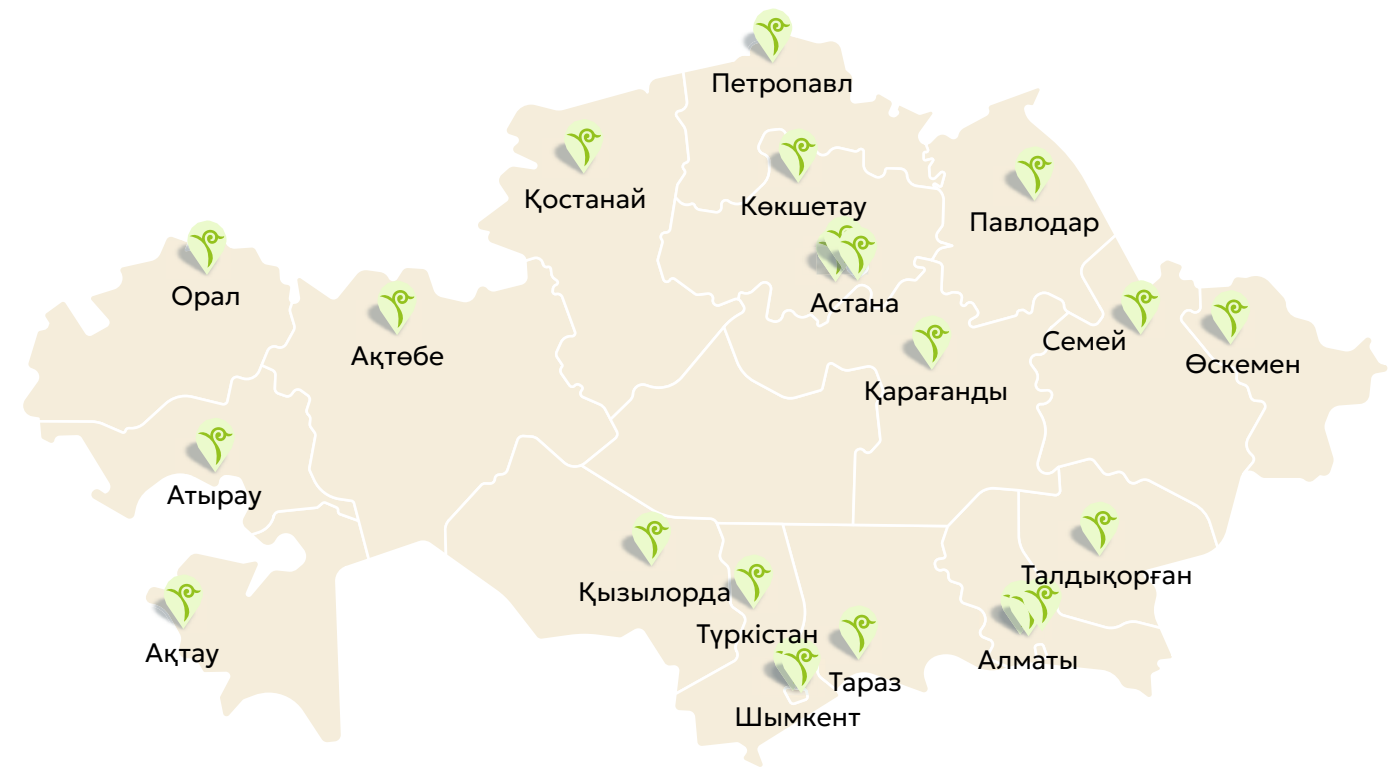 Петропавл
Қостанай
Көкшетау
Павлодар
Орал
Астана
Ақтөбе
Семей
Өскемен
Қарағанды
Атырау
Талдықорған
Қызылорда
Түркістан
Ақтау
Алматы
Тараз
Шымкент